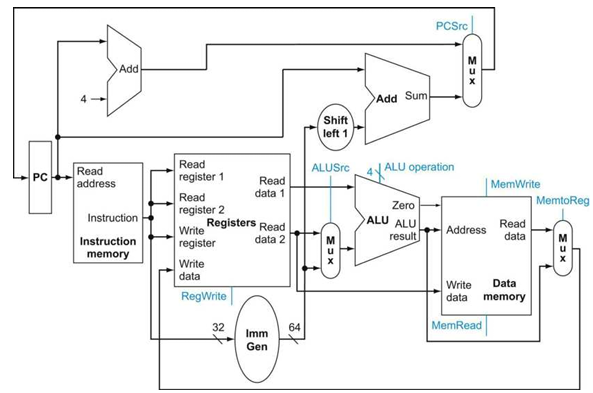 PCSrc
Add
4
M
u
x
Add Sum
Shift
left 1
PC
Read
address
Instruction
Instruction
memory
Read
register 1
Read
register 2
Write
register
Write
data
Registers
Read
data 1
Read
data 2
RegWrite
ALUSrc
M
u
x
4
ALU operation
Zero
ALU
ALU
result
MemWrite
Address
Read
data
Write
data
Data
memory
MemRead
MemtoReg
M
u
x
32
Imm
Gen
64